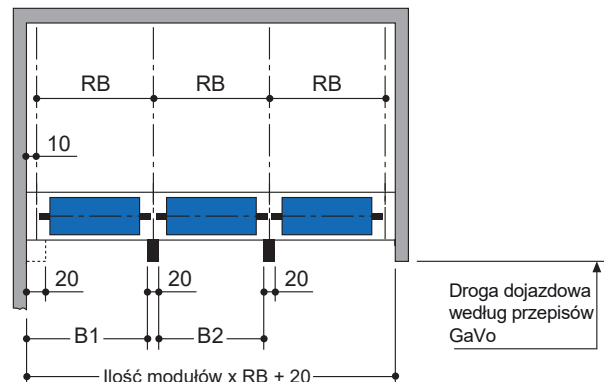 RB RB RB
10
20 20 20
B1 B2
Droga dojazdowa
według przepisów
GaVo
Ilość modułów x RB + 20